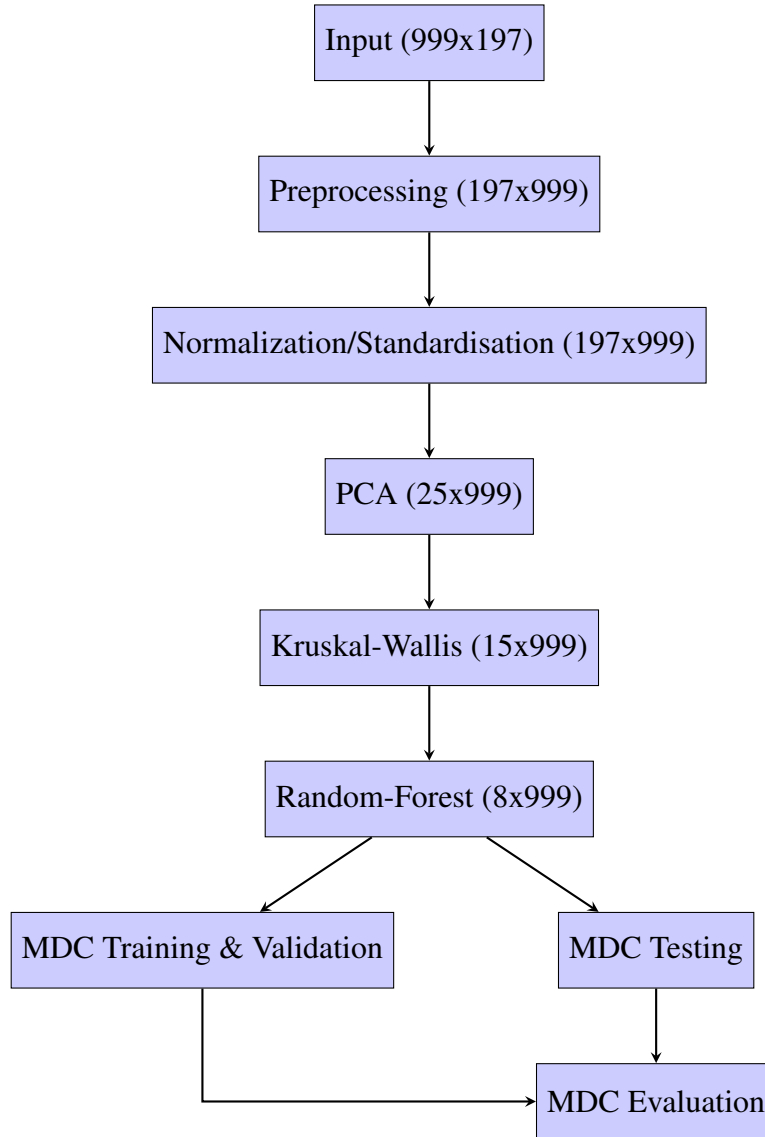 Input (999x197)
Preprocessing (197x999)
Normalization/Standardisation (197x999)
PCA (25x999)
Kruskal-Wallis (15x999)
Random-Forest (8x999)
MDC Training & Validation
MDC Testing
MDC Evaluation